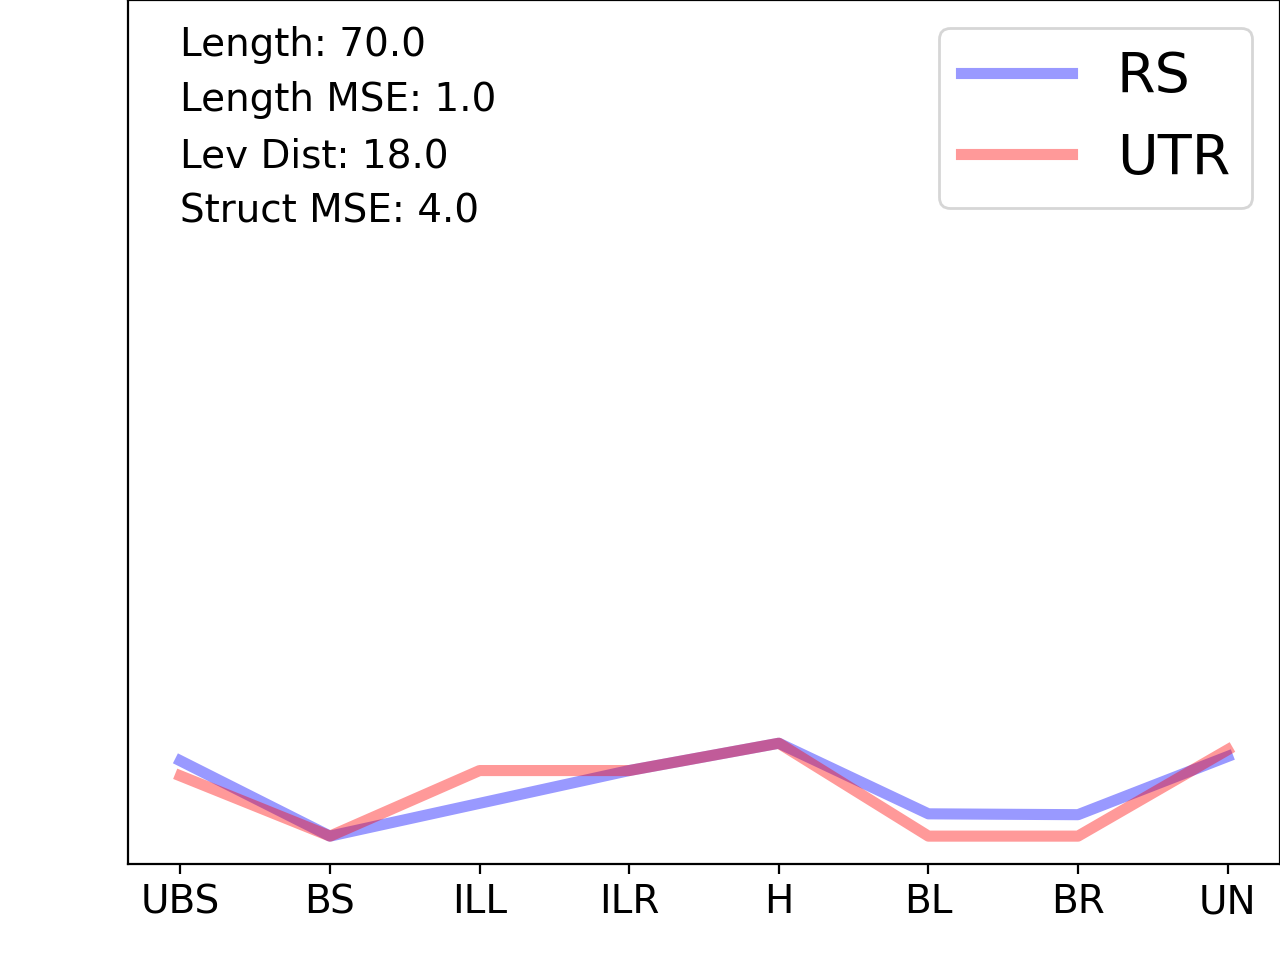 Length: 70.0
Length MSE: 1.0
Lev Dist: 18.0
Struct MSE: 4.0
RS
UTR
UBS BS ILL ILR H BL BR UN